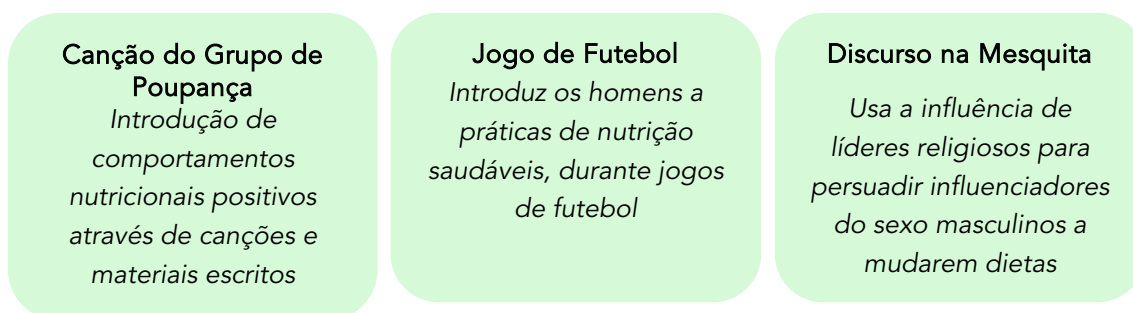 Canção do Grupo de
Poupança
Introdução de
comportamentos
nutricionais positivos
através de canções e
materiais escritos
Jogo de Futebol
Introduz os homens a
práticas de nutrição
saudáveis, durante jogos
de futebol
Discurso na Mesquita
Usa a influência de
líderes religiosos para
persuadir influenciadores
do sexo masculinos a
mudarem dietas